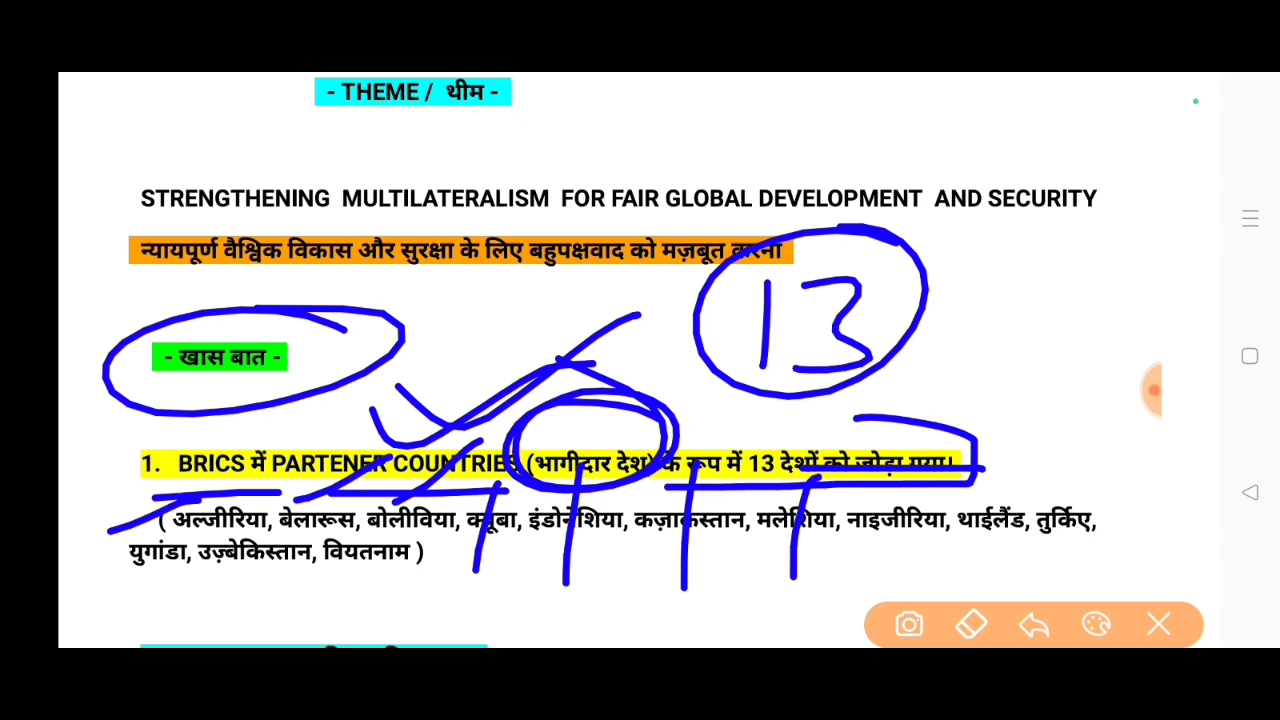 - THEME / थीम -
STRENGTHENING MULTILATERALISM FOR FAIR GLOBAL DEVELOPMENT AND SECURITY
न्यायपूर्ण वैश्विक विकास और सुरक्षा के लिए बहुपक्षवाद को मज़बूत करना
13
- खास बात -
1. BRICS में PARTENER COUNTRIES (भागीदार देश) के रूप में 13 देशों को जोड़ा गया।
( अल्जीरिया, बेलारूस, बोलीविया, क्यूबा, इंडोनेशिया, कज़ाकस्तान, मलेशिया, नाइजीरिया, थाईलैंड, तुर्किए,
युगांडा, उज़्बेकिस्तान, वियतनाम )